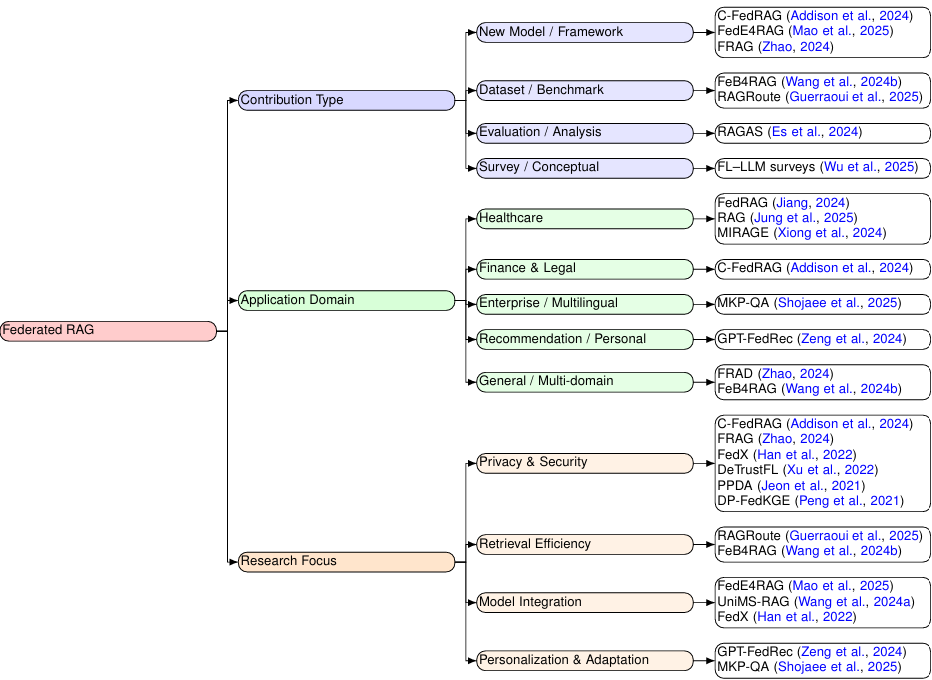 Federated RAG
Contribution Type
New Model / Framework
C-FedRAG (Addison et al., 2024)
FedE4RAG (Mao et al., 2025)
FRAG (Zhao, 2024)
Dataset / Benchmark
FeB4RAG (Wang et al., 2024b)
RAGRoute (Guerraoui et al., 2025)
Evaluation / Analysis
RAGAS (Es et al., 2024)
Survey / Conceptual
FL–LLM surveys (Wu et al., 2025)
Application Domain
Healthcare
FedRAG (Jiang, 2024)
RAG (Jung et al., 2025)
MIRAGE (Xiong et al., 2024)
Finance & Legal
C-FedRAG (Addison et al., 2024)
Enterprise / Multilingual
MKP-QA (Shojaee et al., 2025)
Recommendation / Personal
GPT-FedRec (Zeng et al., 2024)
General / Multi-domain
FRAD (Zhao, 2024)
FeB4RAG (Wang et al., 2024b)
Research Focus
Privacy & Security
C-FedRAG (Addison et al., 2024)
FRAG (Zhao, 2024)
FedX (Han et al., 2022)
DeTrustFL (Xu et al., 2022)
PPDA (Jeon et al., 2021)
DP-FedKGE (Peng et al., 2021)
Retrieval Efficiency
RAGRoute (Guerraoui et al., 2025)
FeB4RAG (Wang et al., 2024b)
Model Integration
FedE4RAG (Mao et al., 2025)
UniMS-RAG (Wang et al., 2024a)
FedX (Han et al., 2022)
Personalization & Adaptation
GPT-FedRec (Zeng et al., 2024)
MKP-QA (Shojaee et al., 2025)